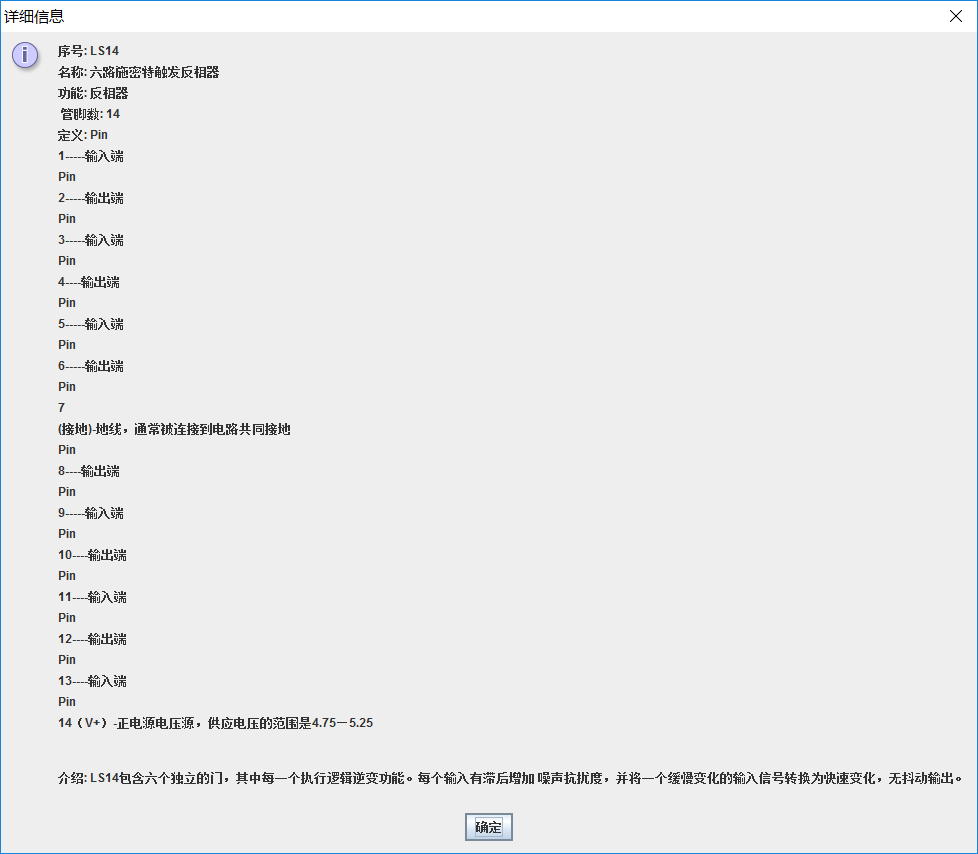 详细信息
序号: LS14
名称: 六路施密特触发反相器
功能: 反相器
管脚数: 14
定义: Pin
1-----输入端
Pin
2-----输出端
Pin
3-----输入端
Pin
4----输出端
Pin
5-----输入端
Pin
6-----输出端
Pin
7
(接地)-地线，通常被连接到电路共同接地
Pin
8----输出端
Pin
9-----输入端
Pin
10----输出端
Pin
11----输入端
Pin
12----输出端
Pin
13----输入端
Pin
14（V+）-正电源电压源，供应电压的范围是4.75－5.25
介绍: LS14包含六个独立的门，其中每一个执行逻辑逆变功能。每个输入有滞后增加 噪声抗扰度，并将一个缓慢变化的输入信号转换为快速变化，无抖动输出。
确定